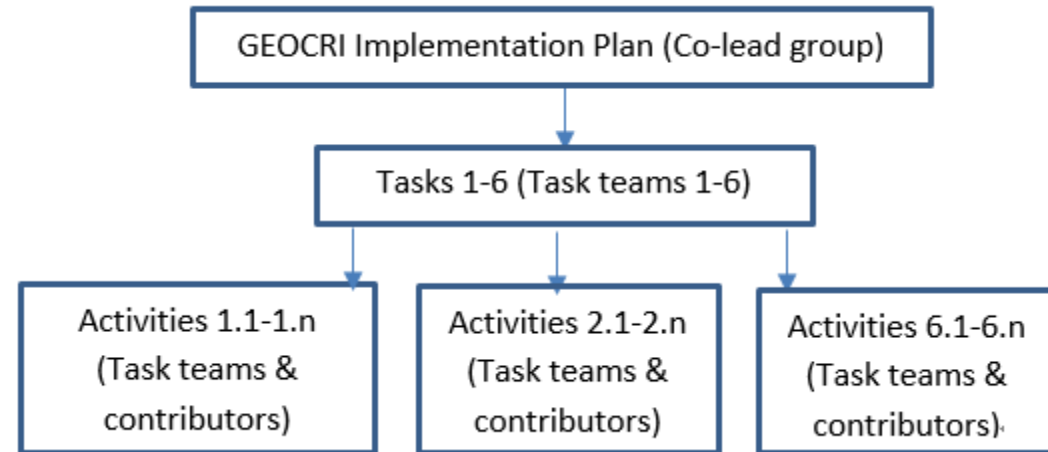 GEOCRI Implementation Plan (Co-lead group)
Tasks 1-6 (Task teams 1-6)
Activities 1.1-1.n
(Task teams &
contributors)
Activities 2.1-2.n
(Task teams &
contributors)
Activities 6.1-6.n
(Task teams &
contributors)